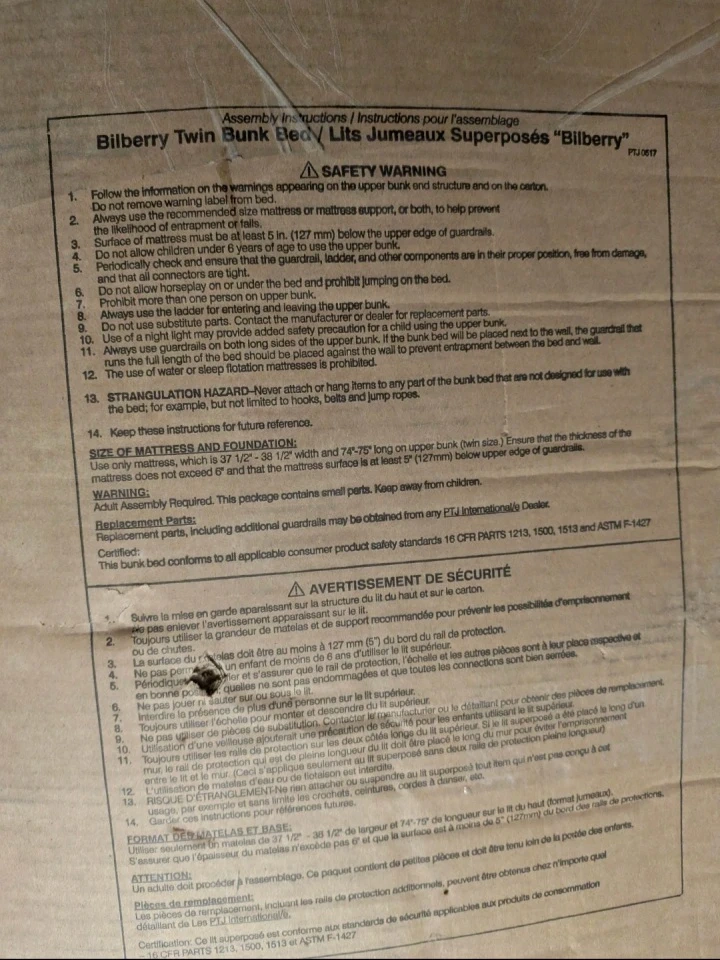 Assembly Instructions / Instructions pour l'assemblage
Bilberry Twin Bunk Bed / Lits Jumeaux Superposés "Bilberry"
PTJ 0617
⚠ SAFETY WARNING
1. Follow the information on the warnings appearing on the upper bunk end structure and on the carton.
Do not remove warning label from bed.
2. Always use the recommended size mattress or mattress support, or both, to help prevent
the likelihood of entrapment or falls.
3. Surface of mattress must be at least 5 in. (127 mm) below the upper edge of guardrails.
4. Do not allow children under 6 years of age to use the upper bunk.
5. Periodically check and ensure that the guardrail, ladder, and other components are in their proper position, free from damage,
and that all connectors are tight.
6. Do not allow horseplay on or under the bed and prohibit jumping on the bed.
7. Prohibit more than one person on upper bunk.
8. Always use the ladder for entering and leaving the upper bunk.
9. Do not use substitute parts. Contact the manufacturer or dealer for replacement parts.
10. Use of a night light may provide added safety precaution for a child using the upper bunk.
11. Always use guardrails on both long sides of the upper bunk. If the bunk bed will be placed next to the wall, the guardrail that
runs the full length of the bed should be placed against the wall to prevent entrapment between the bed and wall.
12. The use of water or sleep flotation mattresses is prohibited.
13. STRANGULATION HAZARD–Never attach or hang items to any part of the bunk bed that are not designed for use with
the bed; for example, but not limited to hooks, belts and jump ropes.
14. Keep these instructions for future reference.
SIZE OF MATTRESS AND FOUNDATION:
Use only mattress, which is 37 1/2" - 38 1/2" width and 74"-75" long on upper bunk (twin size.) Ensure that the thickness of the
mattress does not exceed 6" and that the mattress surface is at least 5" (127mm) below upper edge of guardrails.
WARNING:
Adult Assembly Required. This package contains small parts. Keep away from children.
Replacement Parts:
Replacement parts, including additional guardrails may be obtained from any PTJ International/e Dealer.
Certified:
This bunk bed conforms to all applicable consumer product safety standards 16 CFR PARTS 1213, 1500, 1513 and ASTM F-1427
⚠ AVERTISSEMENT DE SÉCURITÉ
1. Suivre la mise en garde aparaissant sur la structure du lit du haut et sur le carton.
Ne pas enlever l'avertissement apparaissant sur le lit.
2. Toujours utiliser la grandeur de matelas et support recommandée pour prévenir les possibilités d'emprisonnement
ou de chutes.
3. La surface du matelas doit être au moins à 127 mm (5") du bord du rail de protection.
4. Ne pas un enfant de moins de 6 ans d'utiliser le lit supérieur.
5. et s'assurer que le rail de protection, l'échelle et les autres pièces sont à leur place respective et
en bonne quelles ne sont pas endommagées et que toutes les connections sont bien serrées.
6. Ne pas jouer ni sauter sur ou sous le lit.
7. Interdire la présence de plus d'une personne sur le lit supérieur.
8. Toujours utiliser l'échelle pour monter et descendre du lit supérieur.
9. Ne pas utiliser de pièces de substitution. Contacter le manufacturier ou le détaillant pour obtenir des pièces de remplacement.
10. Utilisation d'une veilleuse ajouterait une précaution de sécurité pour les enfants utilisant le lit supérieur.
11. Toujours utiliser les rails de protection sur les deux côtés longs du lit supérieur. Si le lit superposé a été placé le long d'un
mur, le rail de protection qui est de pleine longueur du lit doit être placé le long du mur pour éviter l'emprisonnement
entre le lit et le mur. (Ceci s'applique seulement au lit superposé sans deux rails de protection pleine longueur)
12. L'utilisation de matelas d'eau ou de flotaison est interdite.
13. RISQUE D'ÉTRANGLEMENT-Ne rien attacher ou suspendre au lit superposé tout item qui n'est pas conçu à cet
usage, par exemple et sans limite les crochets, ceintures, cordes à danser, etc.
14. Garder ces instructions pour références futures.
FORMAT DES MATELAS ET BASE:
Utiliser seulement un matelas de 37 1/2" - 38 1/2" de largeur et 74"-75" de longueur sur le lit du haut (format jumeaux).
S'assurer que l'épaisseur du matelas n'excède pas 6" et que la surface est à moins de 5" (127mm) du bord des rails de protections.
ATTENTION:
Un adulte doit procéder à l'assemblage. Ce paquet contient de petites pièces et doit être tenu loin de la portée des enfants.
Pièces de remplacement:
Les pièces de remplacement, incluant les rails de protection additionnels, peuvent être obtenus chez n'importe quel
détaillant de Les PTJ International/e.
Certification: Ce lit superposé est conforme aux standards de sécurité applicables aux produits de consommation
- 16 CFR PARTS 1213, 1500, 1513 et ASTM F-1427